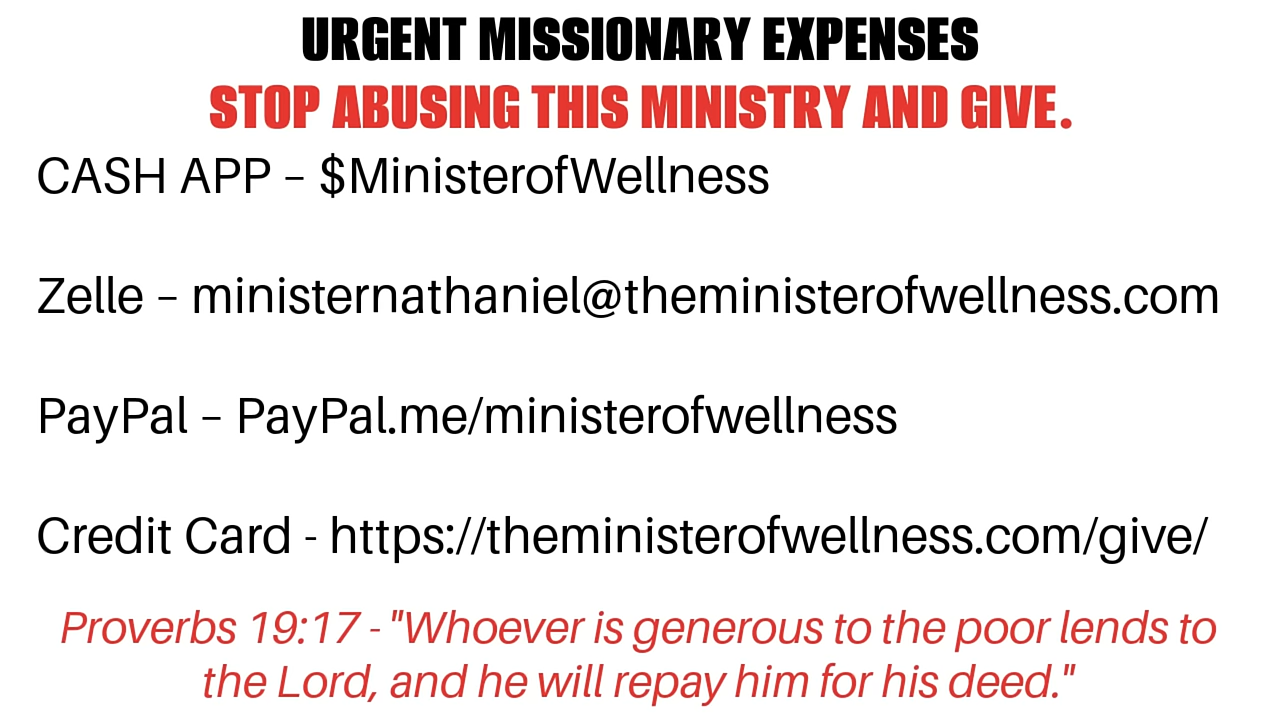 URGENT MISSIONARY EXPENSES
STOP ABUSING THIS MINISTRY AND GIVE.
CASH APP – $MinisterofWellness
Zelle – ministernathaniel@theministerofwellness.com
PayPal – PayPal.me/ministerofwellness
Credit Card - https://theministerofwellness.com/give/
Proverbs 19:17 - "Whoever is generous to the poor lends to
the Lord, and he will repay him for his deed."